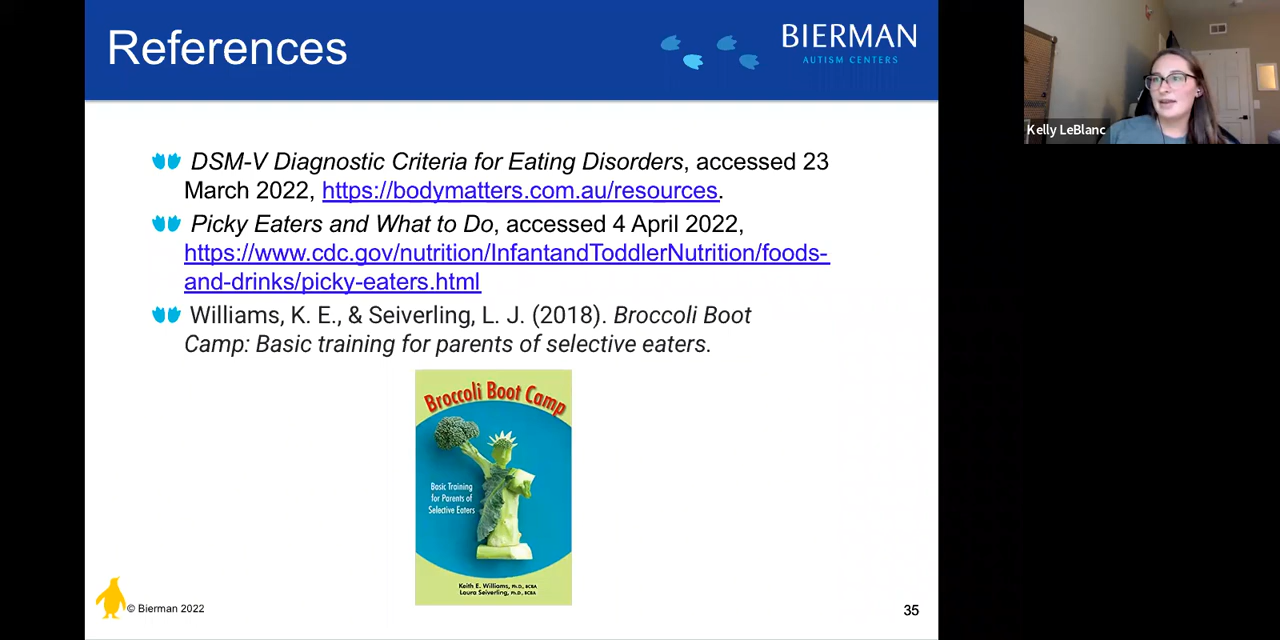 References
BIERMAN
AUTISM CENTERS
Kelly LeBlanc
DSM-V Diagnostic Criteria for Eating Disorders, accessed 23
March 2022, https://bodymatters.com.au/resources.
Picky Eaters and What to Do, accessed 4 April 2022,
https://www.cdc.gov/nutrition/InfantandToddlerNutrition/foods-
and-drinks/picky-eaters.html
Williams, K. E., & Seiverling, L. J. (2018). Broccoli Boot
Camp: Basic training for parents of selective eaters.
Broccoli Boot Camp
Basic Training
for Parents of
Selective Eaters
Keith E. Williams, Ph.D., BCBA
Laura Seiverling, Ph.D., BCBA
© Bierman 2022
35